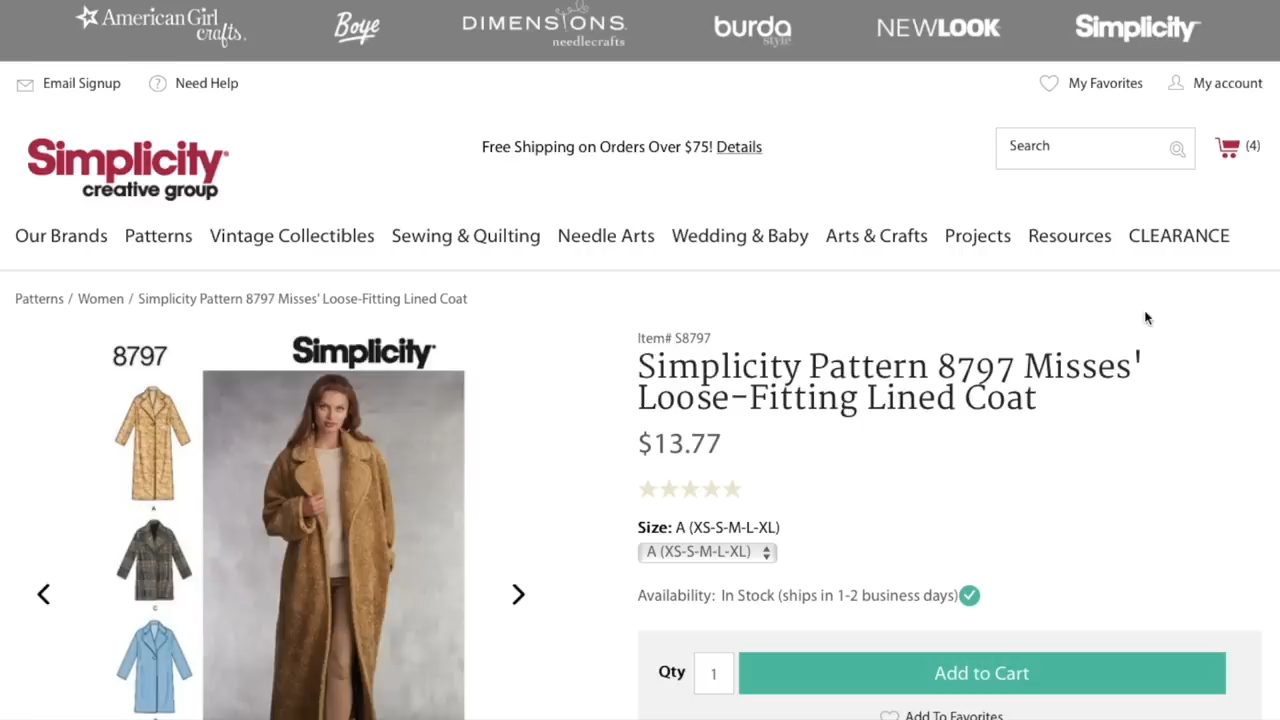 American Girl crafts.
Boye
DIMENSIONS needlecrafts
burda style
NEWLOOK
Simplicity
Email Signup
Need Help
My Favorites
My account
Simplicity
creative group
Free Shipping on Orders Over $75! Details
Search
(4)
Our Brands Patterns Vintage Collectibles Sewing & Quilting Needle Arts Wedding & Baby Arts & Crafts Projects Resources CLEARANCE
Patterns / Women / Simplicity Pattern 8797 Misses' Loose-Fitting Lined Coat
8797
Simplicity
A
C
Item# S8797
Simplicity Pattern 8797 Misses'
Loose-Fitting Lined Coat
$13.77
Size: A (XS-S-M-L-XL)
A (XS-S-M-L-XL)
Availability: In Stock (ships in 1-2 business days)
Qty 1 Add to Cart
Add To Favorites